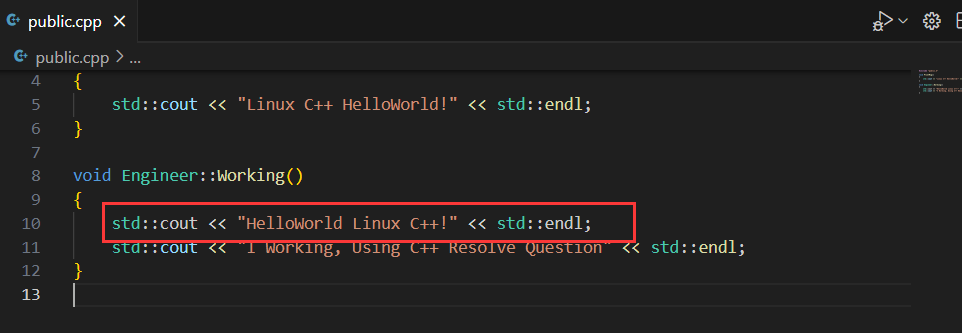 public.cpp
public.cpp > ...
4 {
5 std::cout << "Linux C++ HelloWorld!" << std::endl;
6 }
7
8 void Engineer::Working()
9 {
10 std::cout << "HelloWorld Linux C++!" << std::endl;
11 std::cout << "I Working, Using C++ Resolve Question" << std::endl;
12 }
13